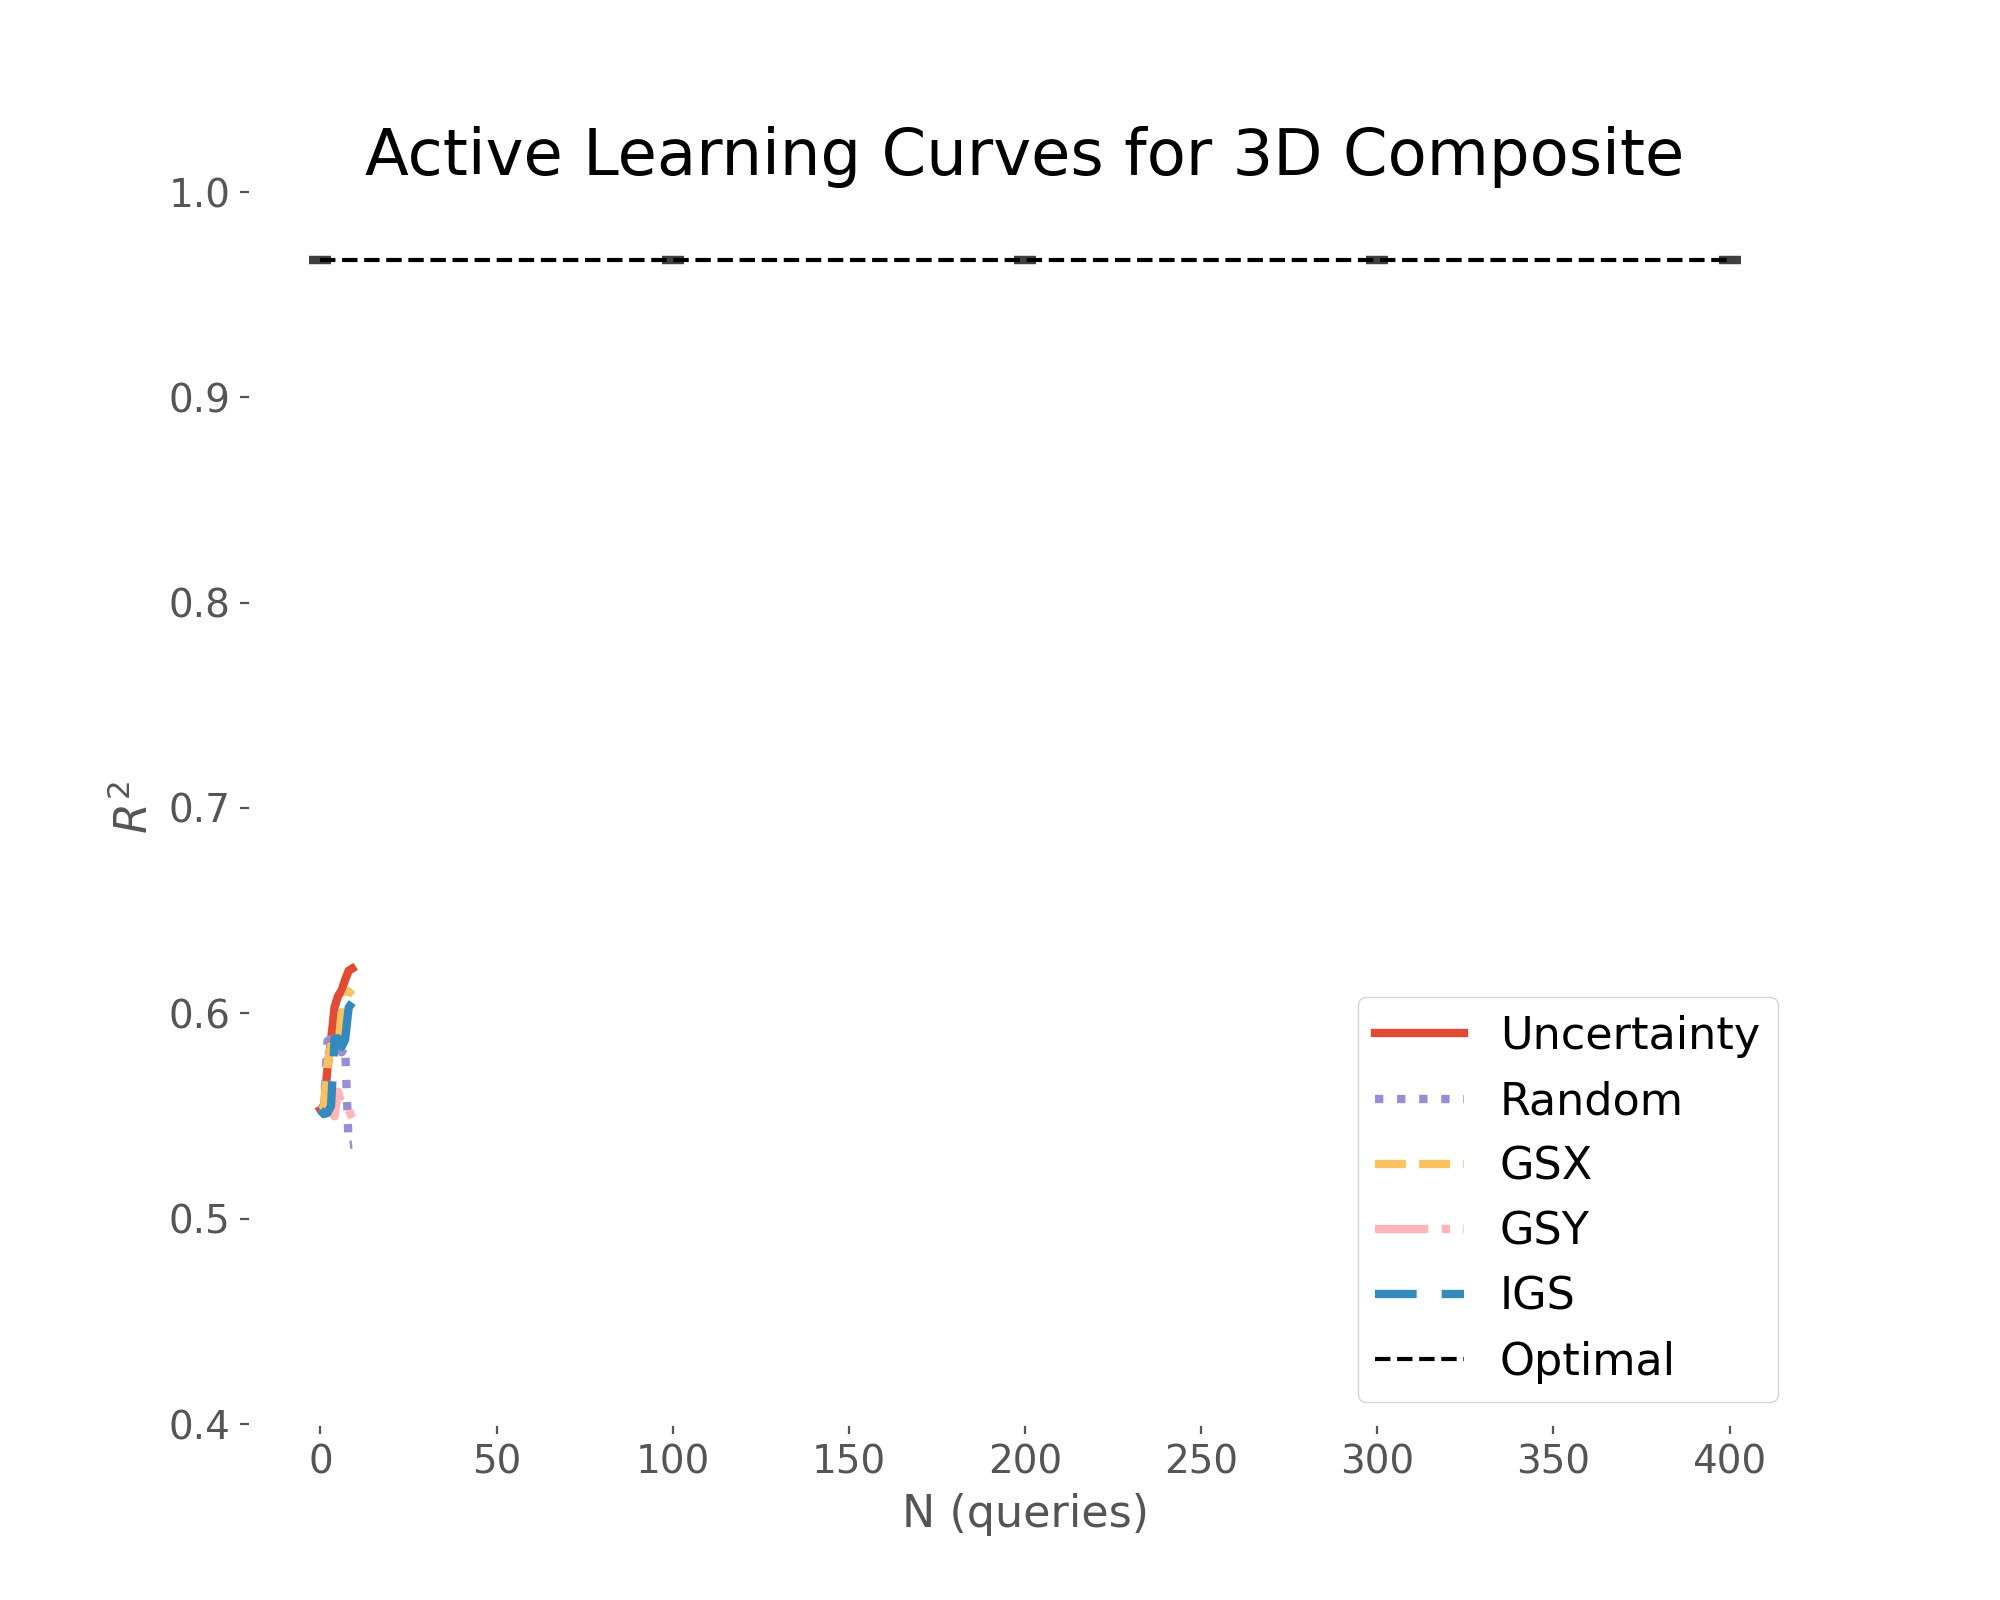 Active Learning Curves for 3D Composite
1.0
0.9
0.8
0.7
0.6
0.5
0.4
R²
0 50 100 150 200 250 300 350 400
N (queries)
Uncertainty
Random
GSX
GSY
IGS
Optimal